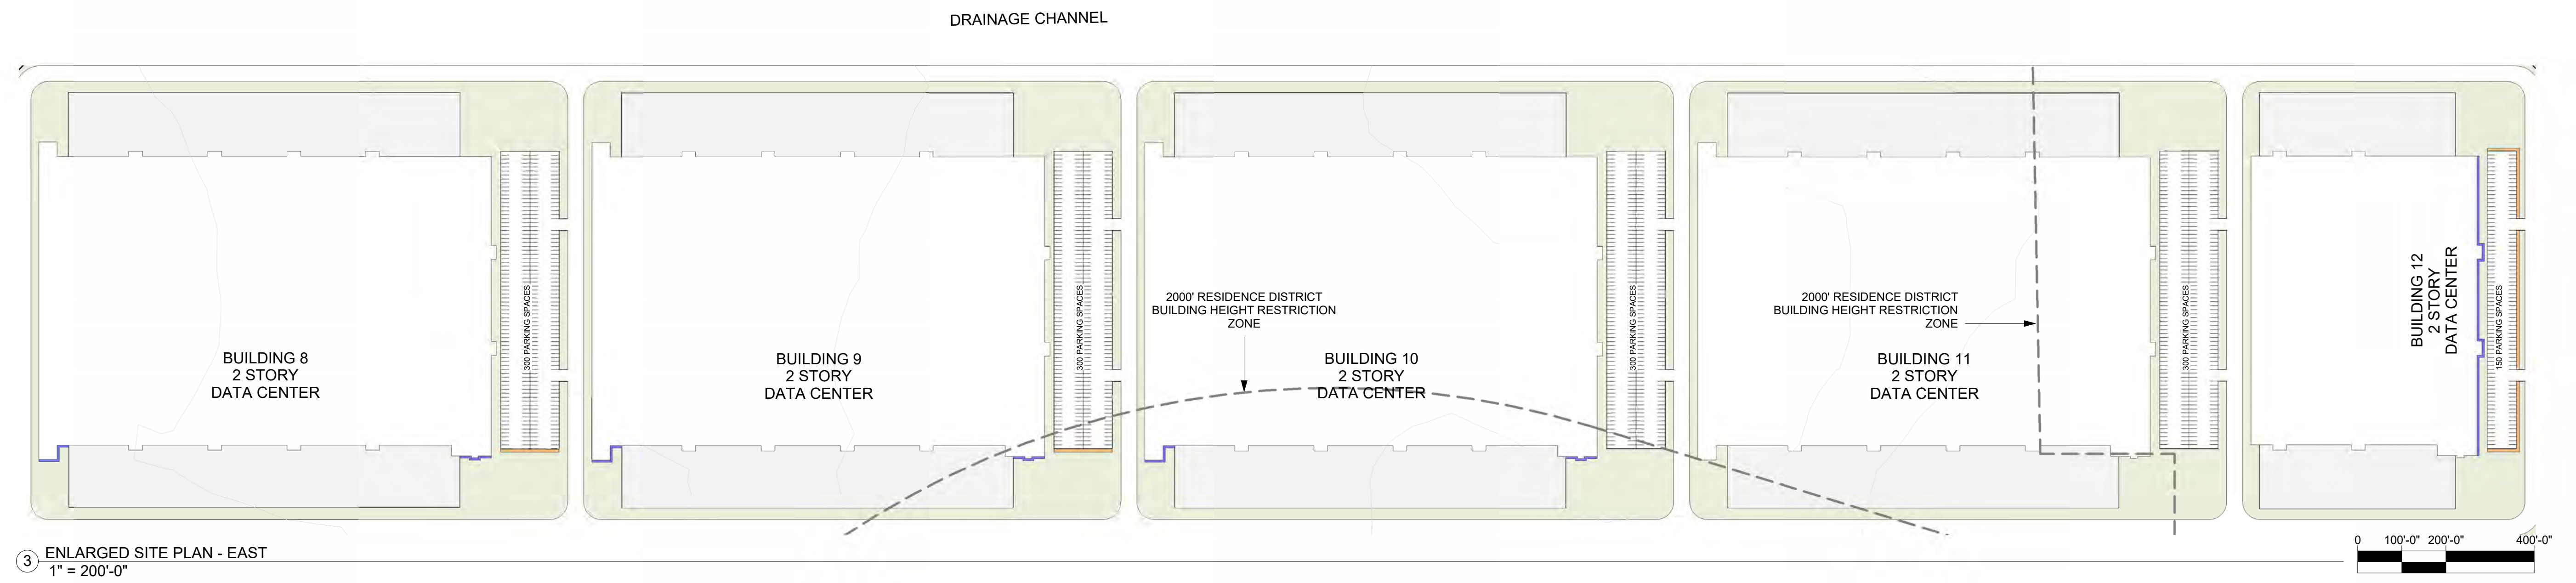 DRAINAGE CHANNEL
BUILDING 8
2 STORY
DATA CENTER
300 PARKING SPACES
BUILDING 9
2 STORY
DATA CENTER
300 PARKING SPACES
2000' RESIDENCE DISTRICT
BUILDING HEIGHT RESTRICTION
ZONE
BUILDING 10
2 STORY
DATA CENTER
300 PARKING SPACES
2000' RESIDENCE DISTRICT
BUILDING HEIGHT RESTRICTION
ZONE
BUILDING 11
2 STORY
DATA CENTER
300 PARKING SPACES
BUILDING 12
2 STORY
DATA CENTER
150 PARKING SPACES
3 ENLARGED SITE PLAN - EAST
1" = 200'-0"
0 100'-0" 200'-0" 400'-0"